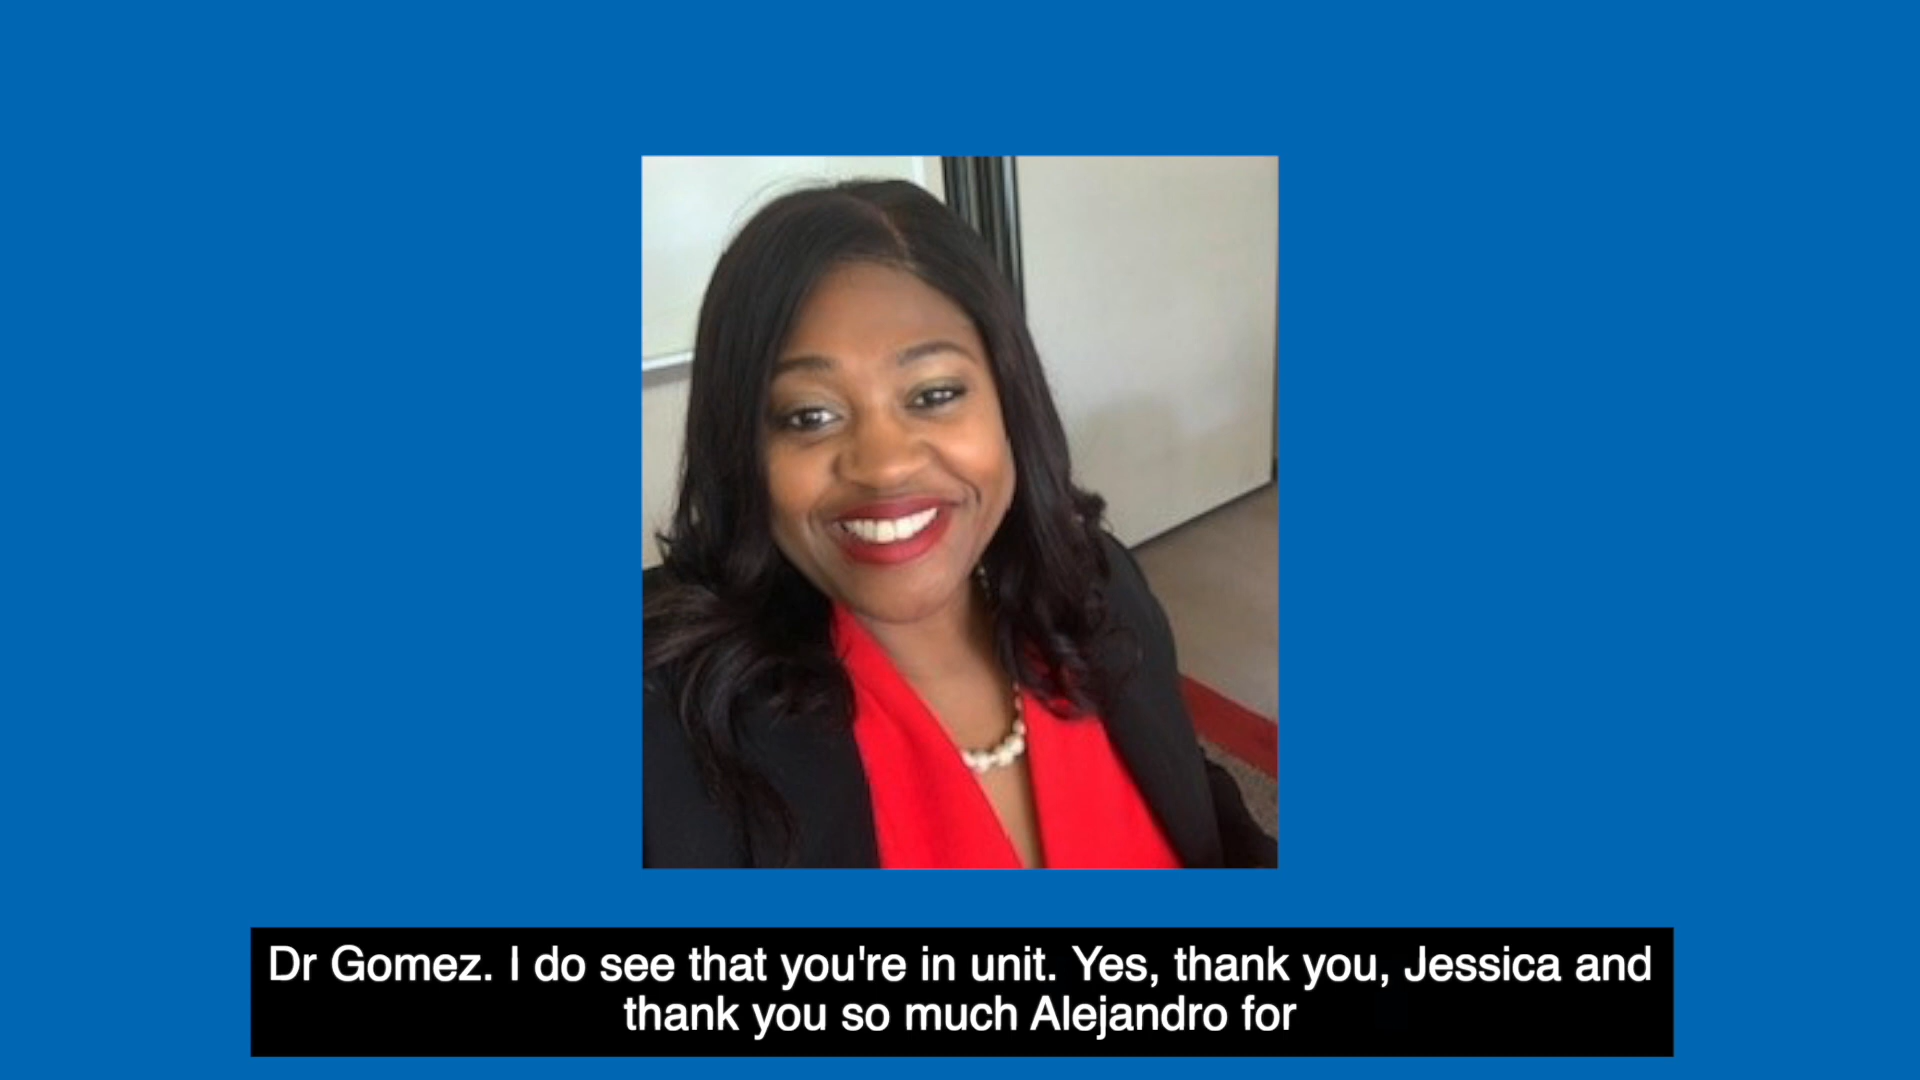 Dr Gomez. I do see that you're in unit. Yes, thank you, Jessica and
thank you so much Alejandro for